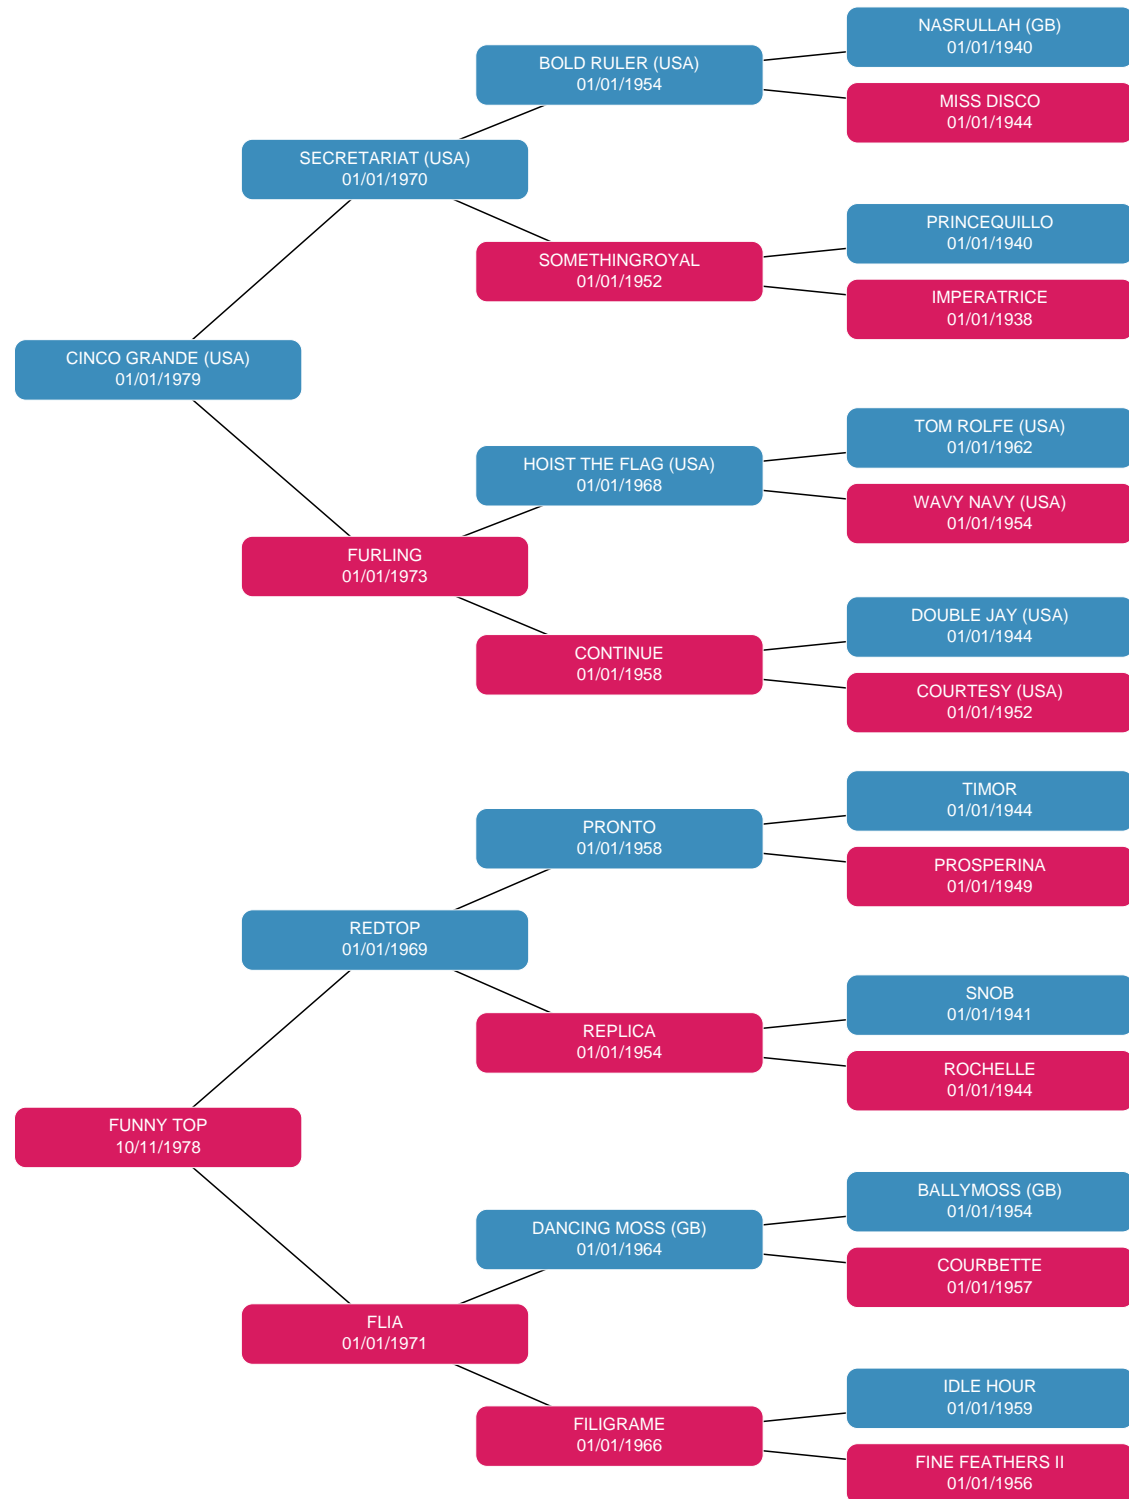 NASRULLAH (GB)
01/01/1940
BOLD RULER (USA)
01/01/1954
MISS DISCO
01/01/1944
SECRETARIAT (USA)
01/01/1970
PRINCEQUILLO
01/01/1940
SOMETHINGROYAL
01/01/1952
IMPERATRICE
01/01/1938
CINCO GRANDE (USA)
01/01/1979
TOM ROLFE (USA)
01/01/1962
HOIST THE FLAG (USA)
01/01/1968
WAVY NAVY (USA)
01/01/1954
FURLING
01/01/1973
DOUBLE JAY (USA)
01/01/1944
CONTINUE
01/01/1958
COURTESY (USA)
01/01/1952
TIMOR
01/01/1944
PRONTO
01/01/1958
PROSPERINA
01/01/1949
REDTOP
01/01/1969
SNOB
01/01/1941
REPLICA
01/01/1954
ROCHELLE
01/01/1944
FUNNY TOP
10/11/1978
BALLYMOSS (GB)
01/01/1954
DANCING MOSS (GB)
01/01/1964
COURBETTE
01/01/1957
FLIA
01/01/1971
IDLE HOUR
01/01/1959
FILIGRAME
01/01/1966
FINE FEATHERS II
01/01/1956